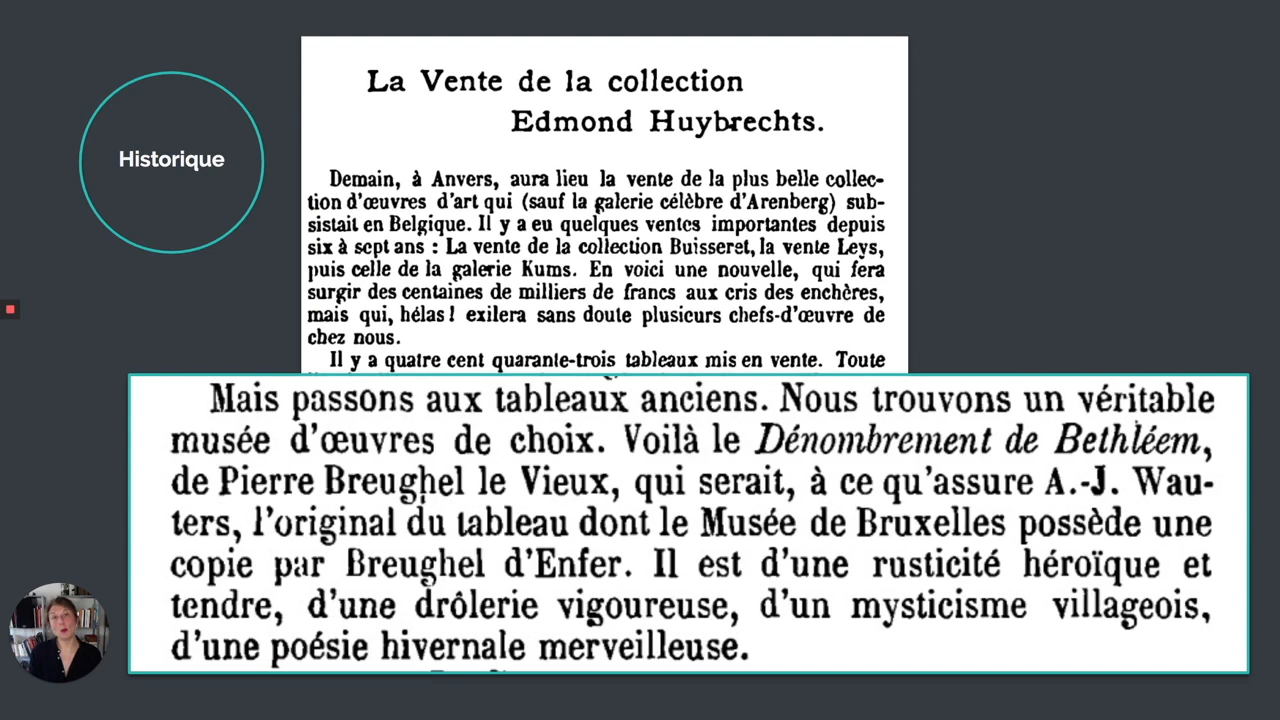 Historique
La Vente de la collection
Edmond Huybrechts.
Demain, à Anvers, aura lieu la vente de la plus belle collec-
tion d'œuvres d'art qui (sauf la galerie célèbre d'Arenberg) sub-
sistait en Belgique. Il y a eu quelques ventes importantes depuis
six à sept ans : La vente de la collection Buisseret, la vente Leys,
puis celle de la galerie Kums. En voici une nouvelle, qui fera
surgir des centaines de milliers de francs aux cris des enchères,
mais qui, hélas! exilera sans doute plusieurs chefs-d'œuvre de
chez nous.
Il y a quatre cent quarante-trois tableaux mis en vente. Toute
Mais passons aux tableaux anciens. Nous trouvons un véritable
musée d'œuvres de choix. Voilà le Dénombrement de Bethléem,
de Pierre Breughel le Vieux, qui serait, à ce qu'assure A.-J. Wau-
ters, l'original du tableau dont le Musée de Bruxelles possède une
copie par Breughel d'Enfer. Il est d'une rusticité héroïque et
tendre, d'une drôlerie vigoureuse, d'un mysticisme villageois,
d'une poésie hivernale merveilleuse.